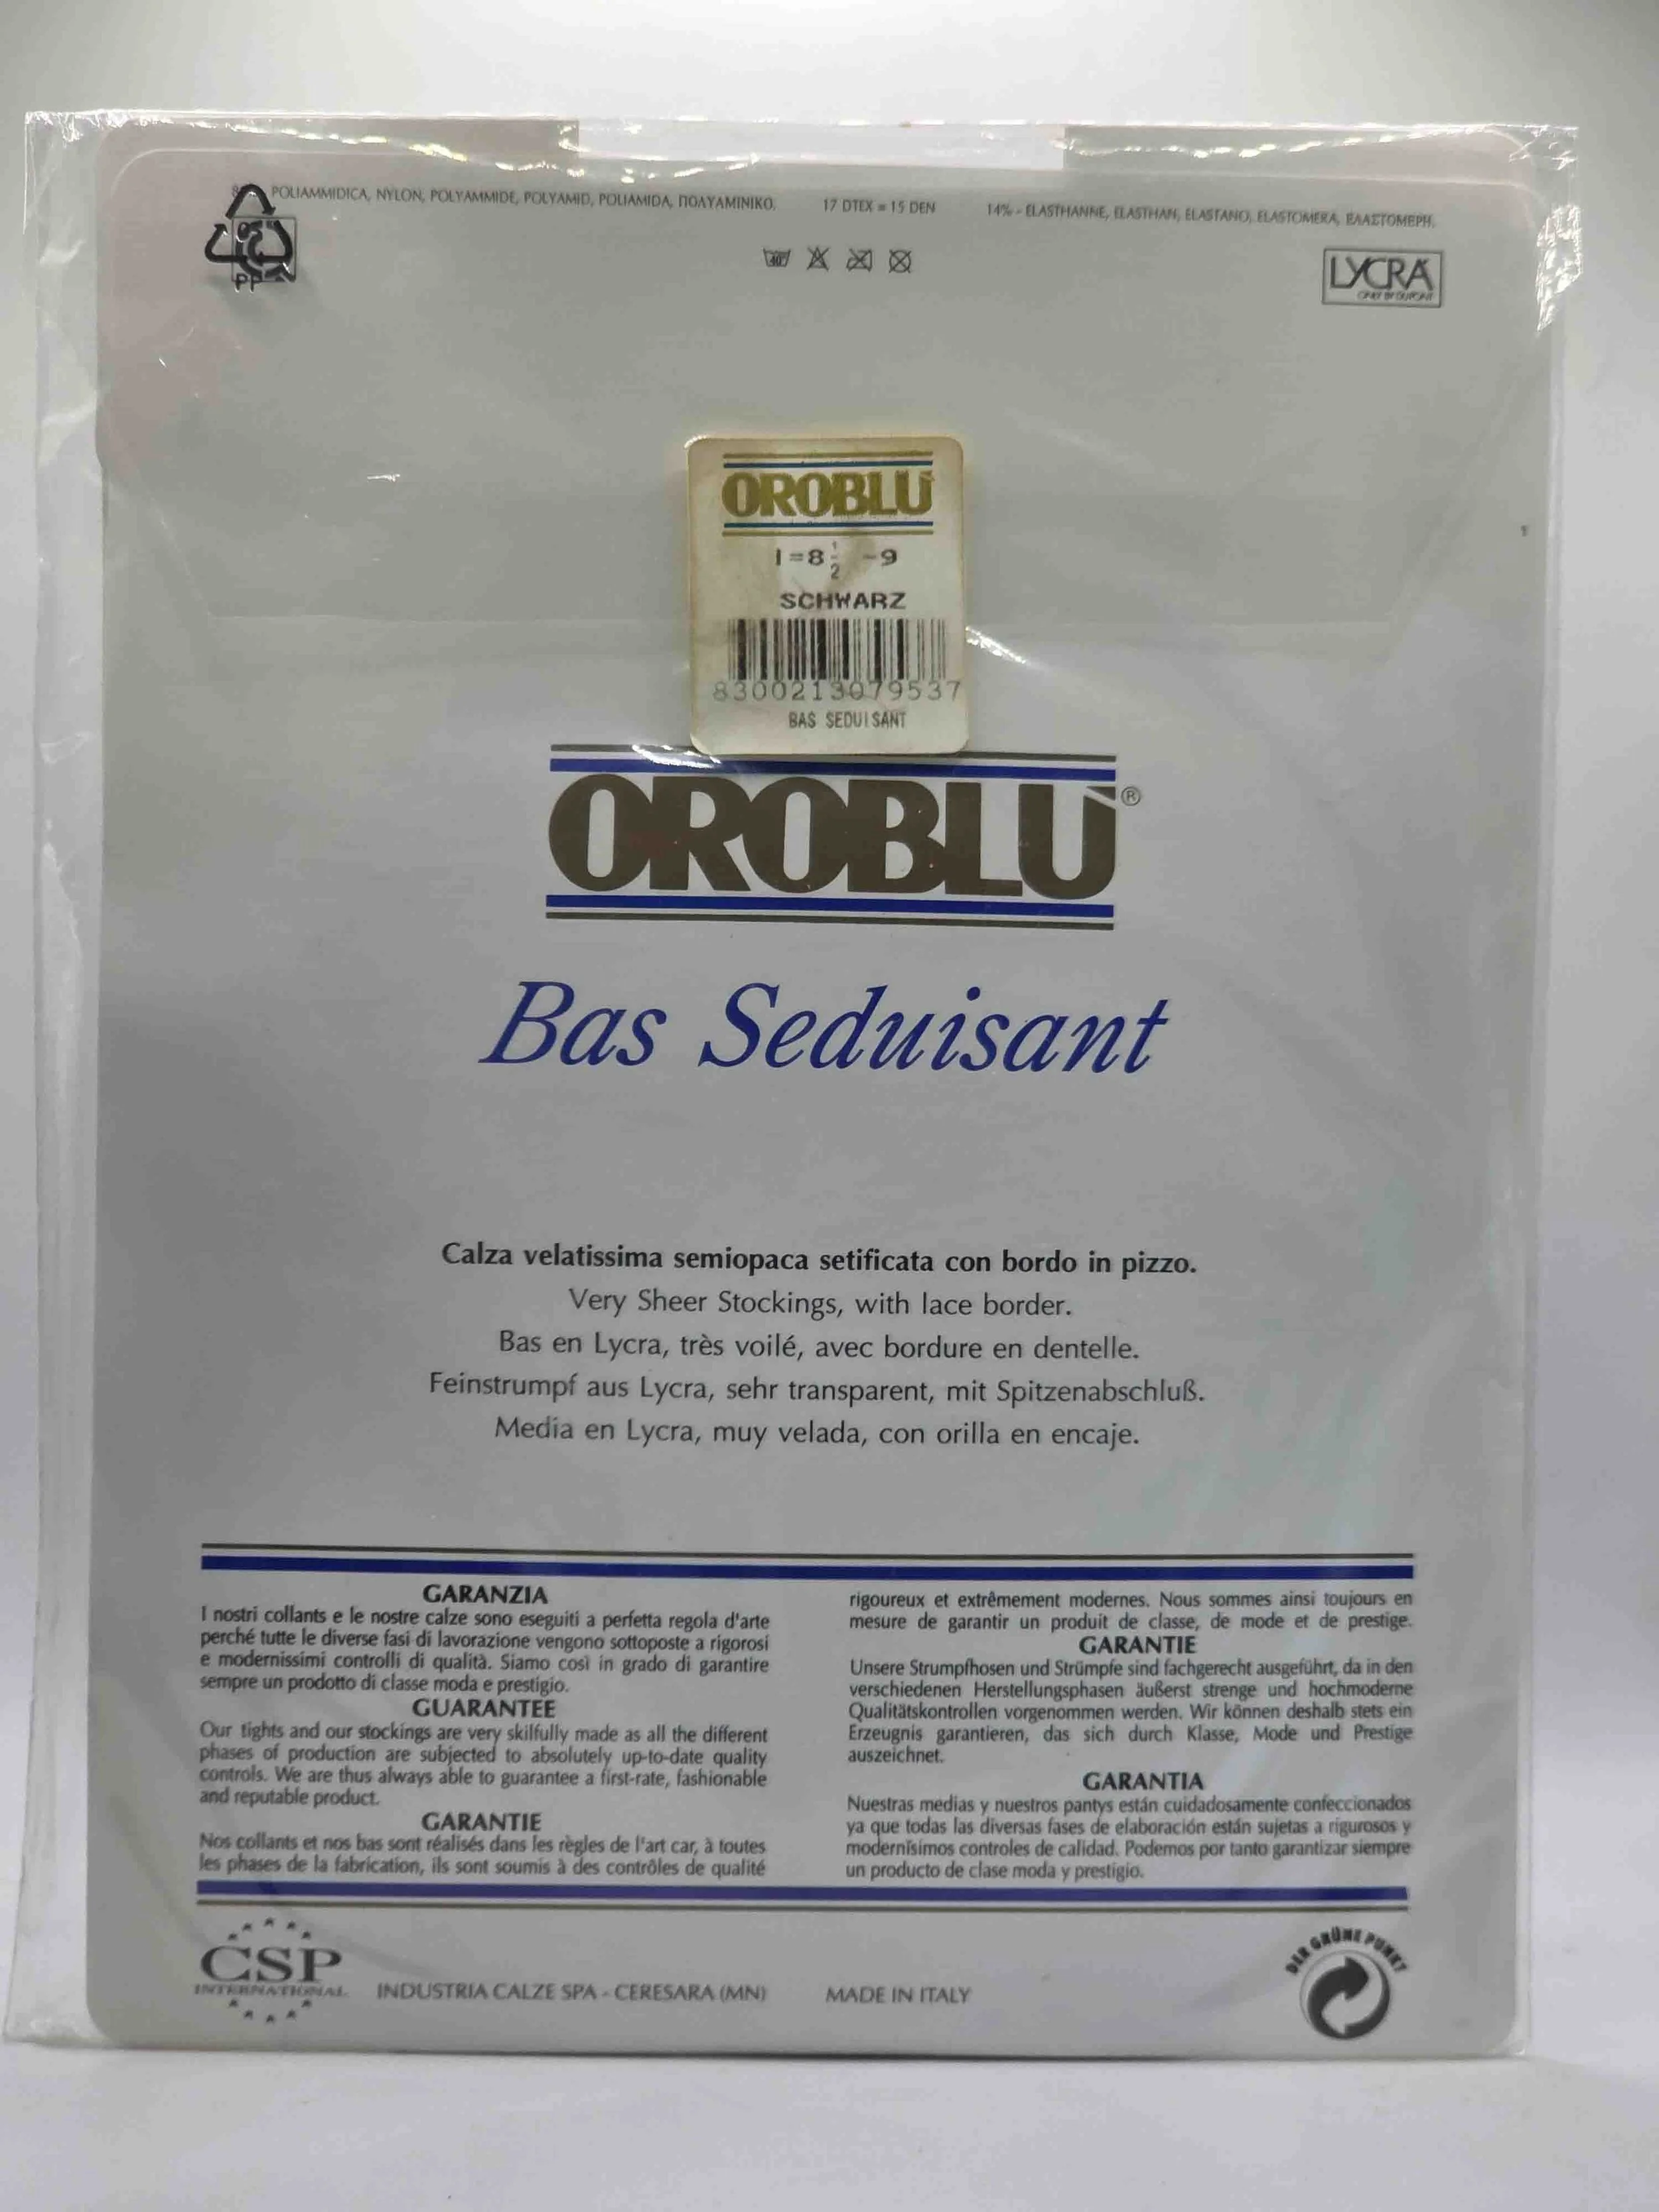 POLIAMMIDICA, NYLON, POLYAMMIDE, POLYAMID, POLIAMIDA, ΠΟΛΥΑΜΙΝΙΚΟ.
17 DTEX = 15 DEN
14% - ELASTHANNE, ELASTHAN, ELASTANO, ELASTOMERA, ΕΛΑΣΤΟΜΕΡΗ.
PP
40°
LYCRA
ONLY BY DUPONT
OROBLÙ
I=8 1/2 -9
SCHWARZ
8300213079537
BAS SEDUISANT
OROBLÙ®
Bas Seduisant
Calza velatissima semiopaca setificata con bordo in pizzo.
Very Sheer Stockings, with lace border.
Bas en Lycra, très voilé, avec bordure en dentelle.
Feinstrumpf aus Lycra, sehr transparent, mit Spitzenabschluß.
Media en Lycra, muy velada, con orilla en encaje.
GARANZIA
I nostri collants e le nostre calze sono eseguiti a perfetta regola d'arte
perché tutte le diverse fasi di lavorazione vengono sottoposte a rigorosi
e modernissimi controlli di qualità. Siamo così in grado di garantire
sempre un prodotto di classe moda e prestigio.
GUARANTEE
Our tights and our stockings are very skilfully made as all the different
phases of production are subjected to absolutely up-to-date quality
controls. We are thus always able to guarantee a first-rate, fashionable
and reputable product.
GARANTIE
Nos collants et nos bas sont réalisés dans les règles de l'art car, à toutes
les phases de la fabrication, ils sont soumis à des contrôles de qualité
rigoureux et extrêmement modernes. Nous sommes ainsi toujours en
mesure de garantir un produit de classe, de mode et de prestige.
GARANTIE
Unsere Strumpfhosen und Strümpfe sind fachgerecht ausgeführt, da in den
verschiedenen Herstellungsphasen äußerst strenge und hochmoderne
Qualitätskontrollen vorgenommen werden. Wir können deshalb stets ein
Erzeugnis garantieren, das sich durch Klasse, Mode und Prestige
auszeichnet.
GARANTIA
Nuestras medias y nuestros pantys están cuidadosamente confeccionados
ya que todas las diversas fases de elaboración están sujetas a rigurosos y
modernísimos controles de calidad. Podemos por tanto garantizar siempre
un producto de clase moda y prestigio.
CSP
INTERNATIONAL
INDUSTRIA CALZE SPA - CERESARA (MN)
MADE IN ITALY
DER GRÜNE PUNKT